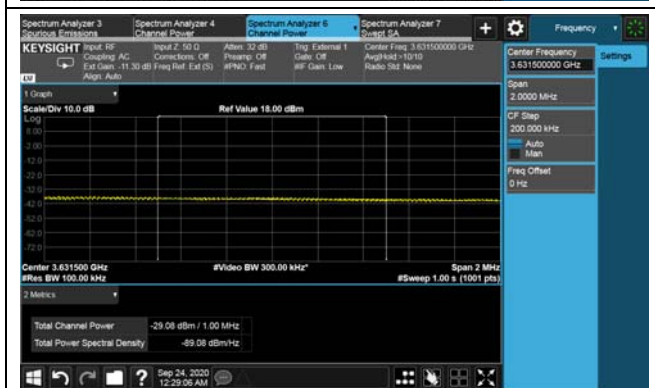 Spectrum Analyzer 3
Spurious Emissions
Spectrum Analyzer 4
Channel Power
Spectrum Analyzer 6
Channel Power
Spectrum Analyzer 7
Swept SA
+
Frequency
KEYSIGHT
Input: RF
Coupling: AC
Ext Gain: -11.30 dB
Align: Auto
Input Z: 50 Ω
Corrections: Off
Freq Ref: Ext (S)
Atten: 32 dB
Preamp: Off
#PNO: Fast
Trig: External 1
Gate: Off
#IF Gain: Low
Center Freq: 3.631500000 GHz
Avg|Hold:>10/10
Radio Std: None
Center Frequency
3.631500000 GHz
Settings
Span
2.0000 MHz
CF Step
200.000 kHz
Auto
Man
Freq Offset
0 Hz
1 Graph
Scale/Div 10.0 dB
Ref Value 18.00 dBm
Log
8.00
-2.00
-12.0
-22.0
-32.0
-42.0
-52.0
-62.0
-72.0
Center 3.631500 GHz
#Video BW 300.00 kHz*
Span 2 MHz
#Res BW 100.00 kHz
#Sweep 1.00 s (1001 pts)
2 Metrics
Total Channel Power -29.08 dBm / 1.00 MHz
Total Power Spectral Density -89.08 dBm/Hz
?
Sep 24, 2020
12:29:06 AM